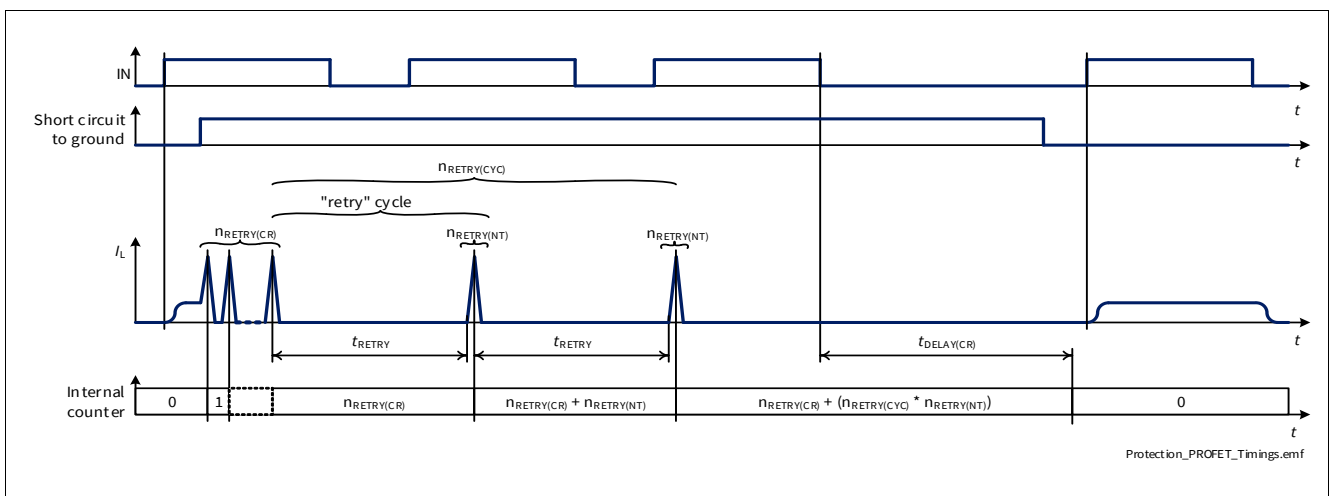 IN
t
Short circuit
to ground
t
nRETRY(CYC)
"retry" cycle
nRETRY(CR)
nRETRY(NT)
nRETRY(NT)
IL
tRETRY
tRETRY
tDELAY(CR)
t
Internal
counter
0
1
nRETRY(CR)
nRETRY(CR) + nRETRY(NT)
nRETRY(CR) + (nRETRY(CYC) * nRETRY(NT))
0
t
Protection_PROFET_Timings.emf